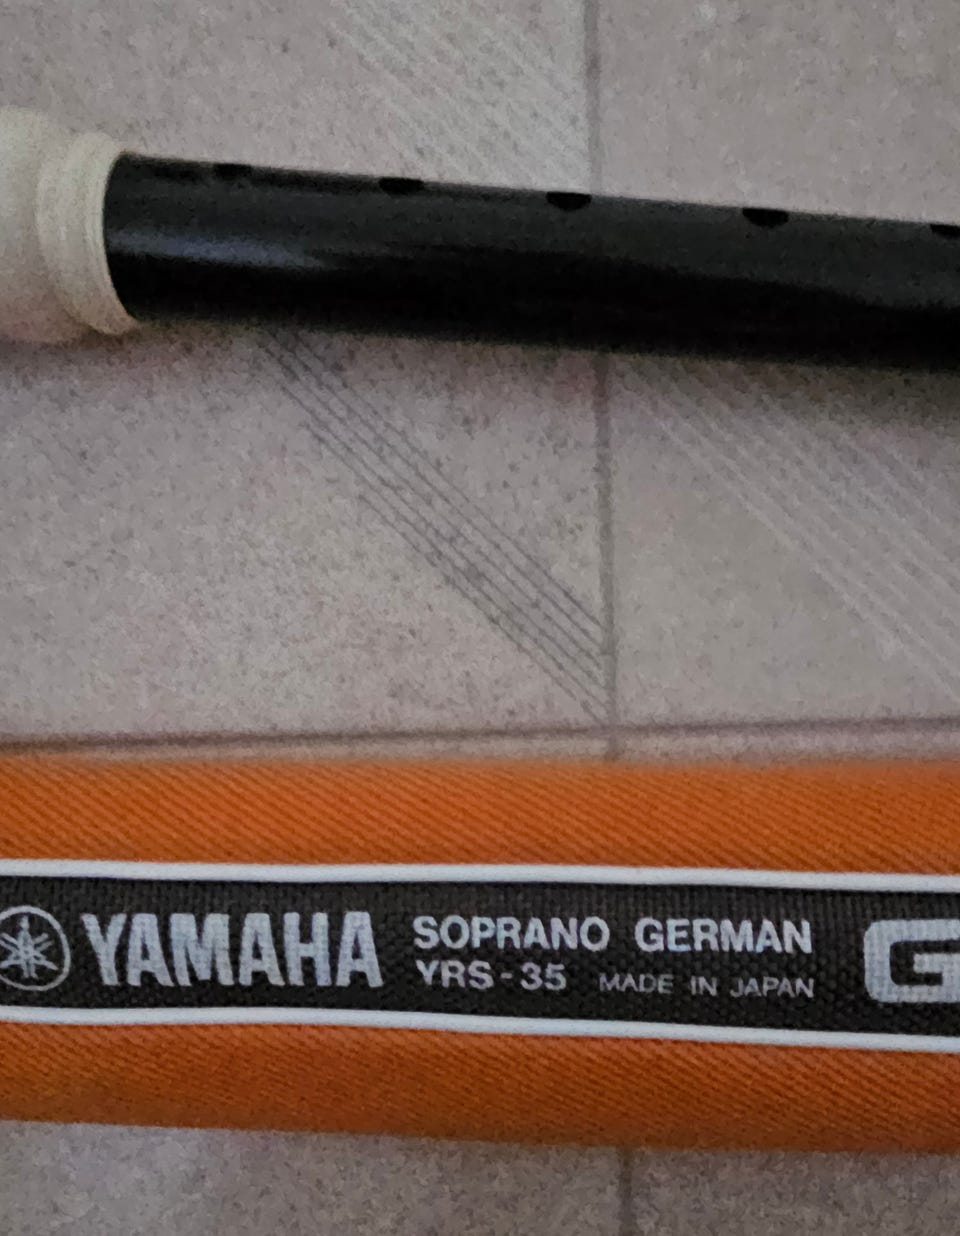 YAMAHA
SOPRANO GERMAN
YRS-35 MADE IN JAPAN
G